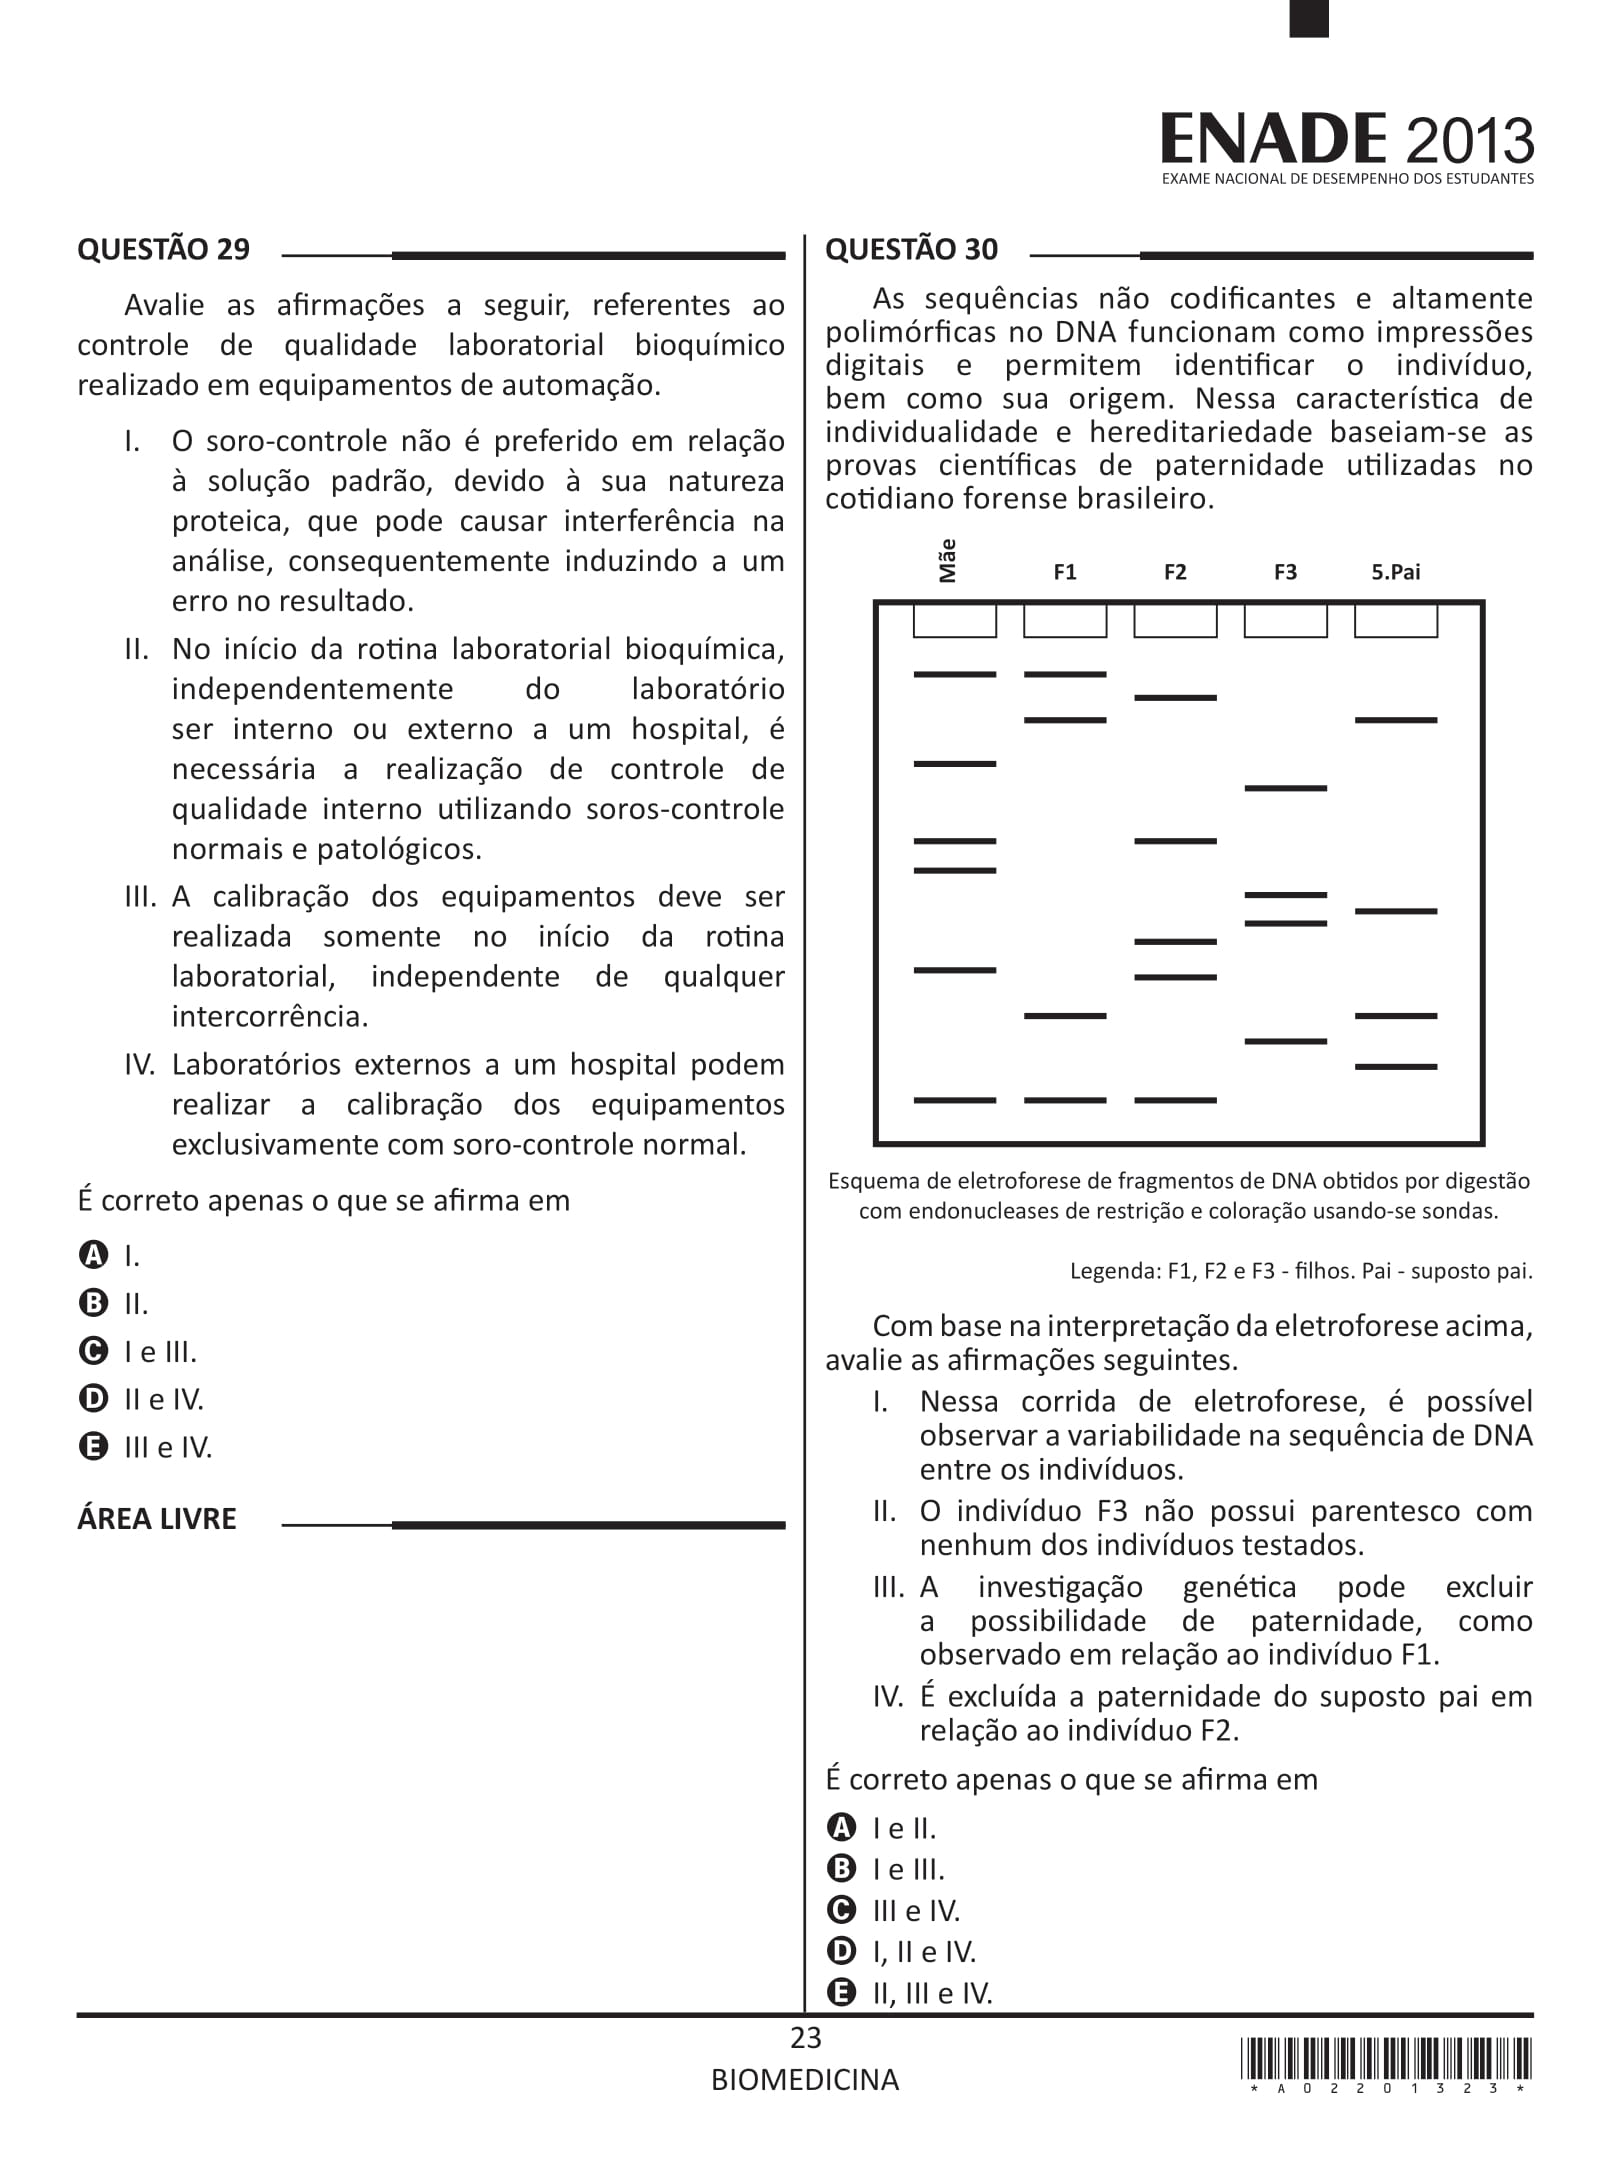 ENADE 2013
EXAME NACIONAL DE DESEMPENHO DOS ESTUDANTES
QUESTÃO 29
Avalie as afirmações a seguir, referentes ao
controle de qualidade laboratorial bioquímico
realizado em equipamentos de automação.
I. O soro-controle não é preferido em relação
à solução padrão, devido à sua natureza
proteica, que pode causar interferência na
análise, consequentemente induzindo a um
erro no resultado.
II. No início da rotina laboratorial bioquímica,
independentemente do laboratório
ser interno ou externo a um hospital, é
necessária a realização de controle de
qualidade interno utilizando soros-controle
normais e patológicos.
III. A calibração dos equipamentos deve ser
realizada somente no início da rotina
laboratorial, independente de qualquer
intercorrência.
IV. Laboratórios externos a um hospital podem
realizar a calibração dos equipamentos
exclusivamente com soro-controle normal.
É correto apenas o que se afirma em
A I.
B II.
C I e III.
D II e IV.
E III e IV.
ÁREA LIVRE
QUESTÃO 30
As sequências não codificantes e altamente
polimórficas no DNA funcionam como impressões
digitais e permitem identificar o indivíduo,
bem como sua origem. Nessa característica de
individualidade e hereditariedade baseiam-se as
provas científicas de paternidade utilizadas no
cotidiano forense brasileiro.
Mãe F1 F2 F3 5.Pai
Esquema de eletroforese de fragmentos de DNA obtidos por digestão
com endonucleases de restrição e coloração usando-se sondas.
Legenda: F1, F2 e F3 - filhos. Pai - suposto pai.
Com base na interpretação da eletroforese acima,
avalie as afirmações seguintes.
I. Nessa corrida de eletroforese, é possível
observar a variabilidade na sequência de DNA
entre os indivíduos.
II. O indivíduo F3 não possui parentesco com
nenhum dos indivíduos testados.
III. A investigação genética pode excluir
a possibilidade de paternidade, como
observado em relação ao indivíduo F1.
IV. É excluída a paternidade do suposto pai em
relação ao indivíduo F2.
É correto apenas o que se afirma em
A I e II.
B I e III.
C III e IV.
D I, II e IV.
E II, III e IV.
23
BIOMEDICINA
*A02201323*